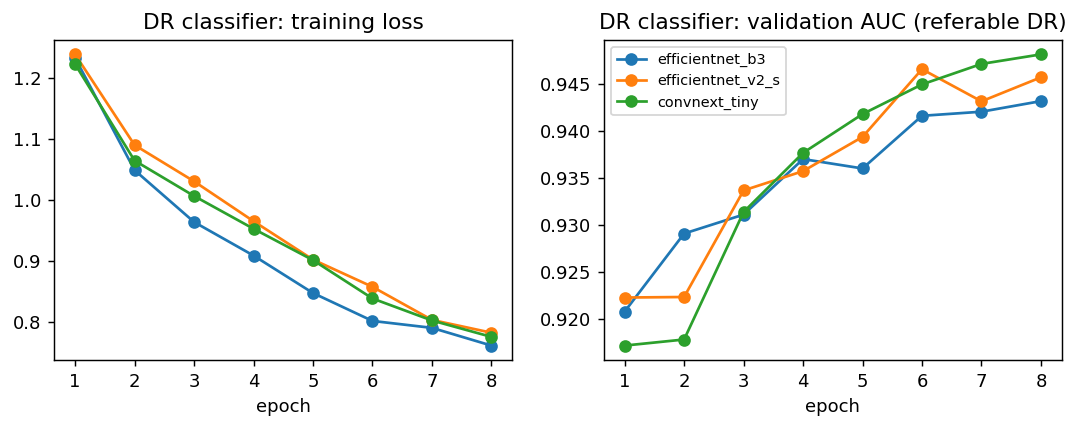 DR classifier: training loss
1.2
1.1
1.0
0.9
0.8
1 2 3 4 5 6 7 8
epoch
DR classifier: validation AUC (referable DR)
efficientnet_b3
efficientnet_v2_s
convnext_tiny
0.945
0.940
0.935
0.930
0.925
0.920
1 2 3 4 5 6 7 8
epoch